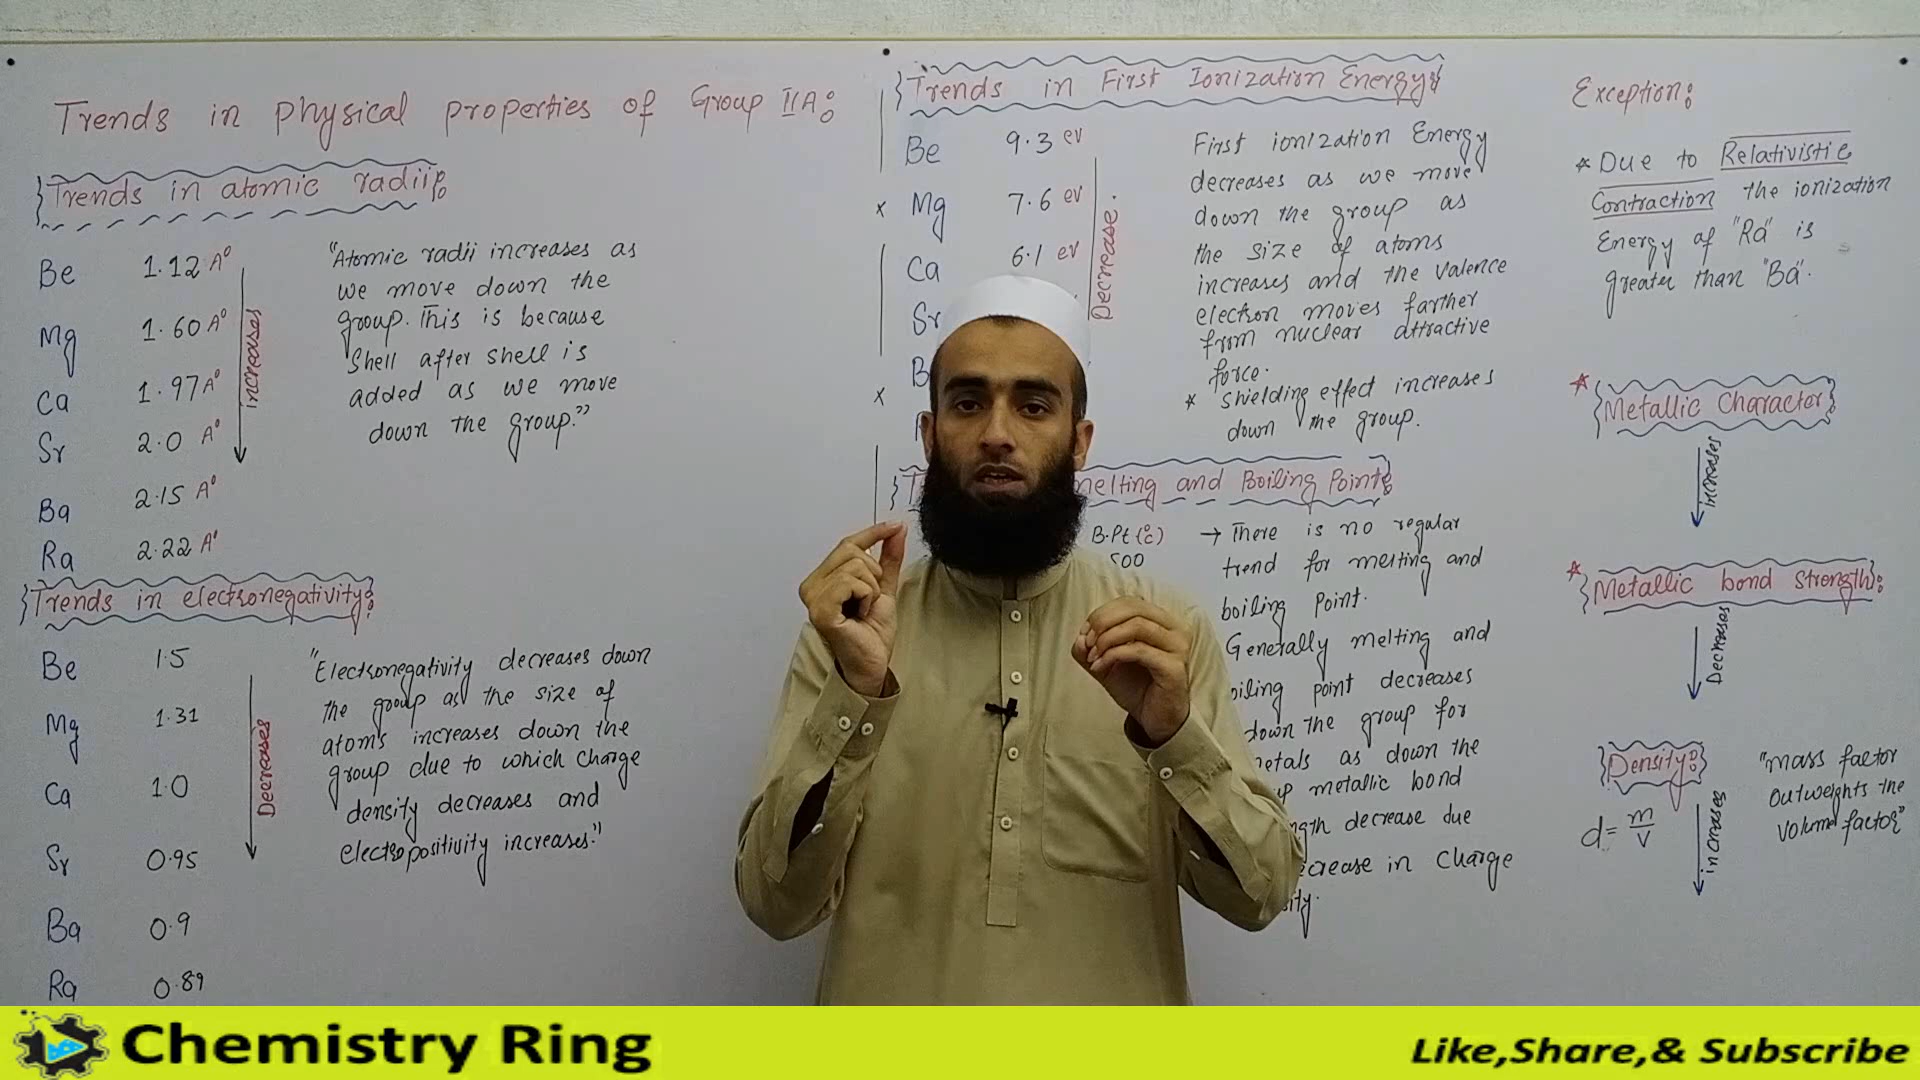 Trends in physical properties of Group IIA:
Trends in atomic radii:
Be 1.12 A°
Mg 1.60 A°
Ca 1.97 A°
Sr 2.0 A°
Ba 2.15 A°
Ra 2.22 A°
increases
"Atomic radii increases as
we move down the
group. This is because
Shell after shell is
added as we move
down the group."
Trends in electronegativity:
Be 1.5
Mg 1.31
Ca 1.0
Sr 0.95
Ba 0.9
Ra 0.89
Decreases
"Electronegativity decreases down
the group as the size of
atoms increases down the
group due to which charge
density decreases and
electropositivity increases."
Trends in First Ionization Energy:
Be 9.3 ev
Mg 7.6 ev
Ca 6.1 ev
Sr
B
Decrease.
First ionization Energy
decreases as we move
down the group as
the size of atoms
increases and the valence
electron moves farther
from nuclear attractive
force.
* Shielding effect increases
down the group.
melting and Boiling Point:
B.Pt (°C)
→ There is no regular
trend for melting and
boiling point.
Generally melting and
oiling point decreases
down the group for
metals as down the
metallic bond
decrease due
decrease in charge
Exception:
* Due to Relativistic
Contraction the ionization
Energy of "Ra" is
greater than "Ba".
* Metallic Character
increases
* Metallic bond strength:
Decreases
Density:
d = m/v
increases
"mass factor
outweights the
volume factor"
Chemistry Ring
Like,Share,& Subscribe